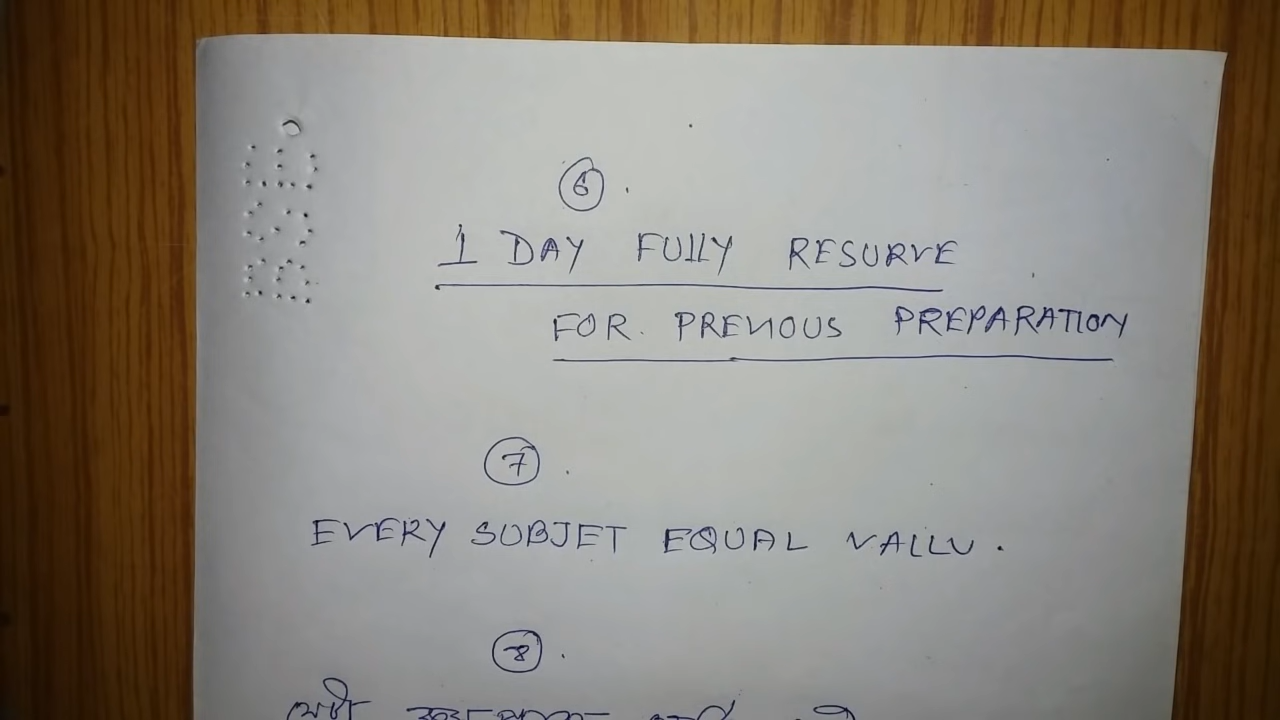 6.
1 DAY FULLY RESURVE
FOR. PREVIOUS PREPARATION
7.
EVERY SUBJET EQUAL VALLU.
8.